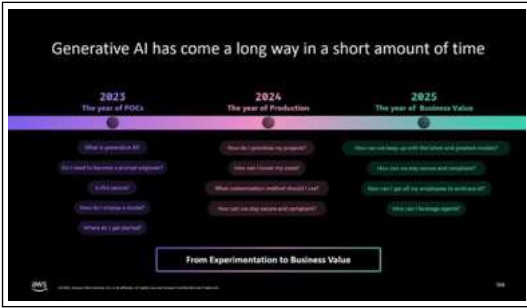 Generative AI has come a long way in a short amount of time
2023
The year of POCs
2024
The year of Production
2025
The year of Business Value
What is generative AI?
Do I need to become a prompt engineer?
Is this secure?
How do I choose a model?
Where do I get started?
How do I prioritize my projects?
How can I lower my costs?
What customization method should I use?
How can we stay secure and compliant?
How can we keep up with the latest and greatest models?
How can we stay secure and compliant?
How can I get all my employees to embrace AI?
How can I leverage agents?
From Experimentation to Business Value
aws